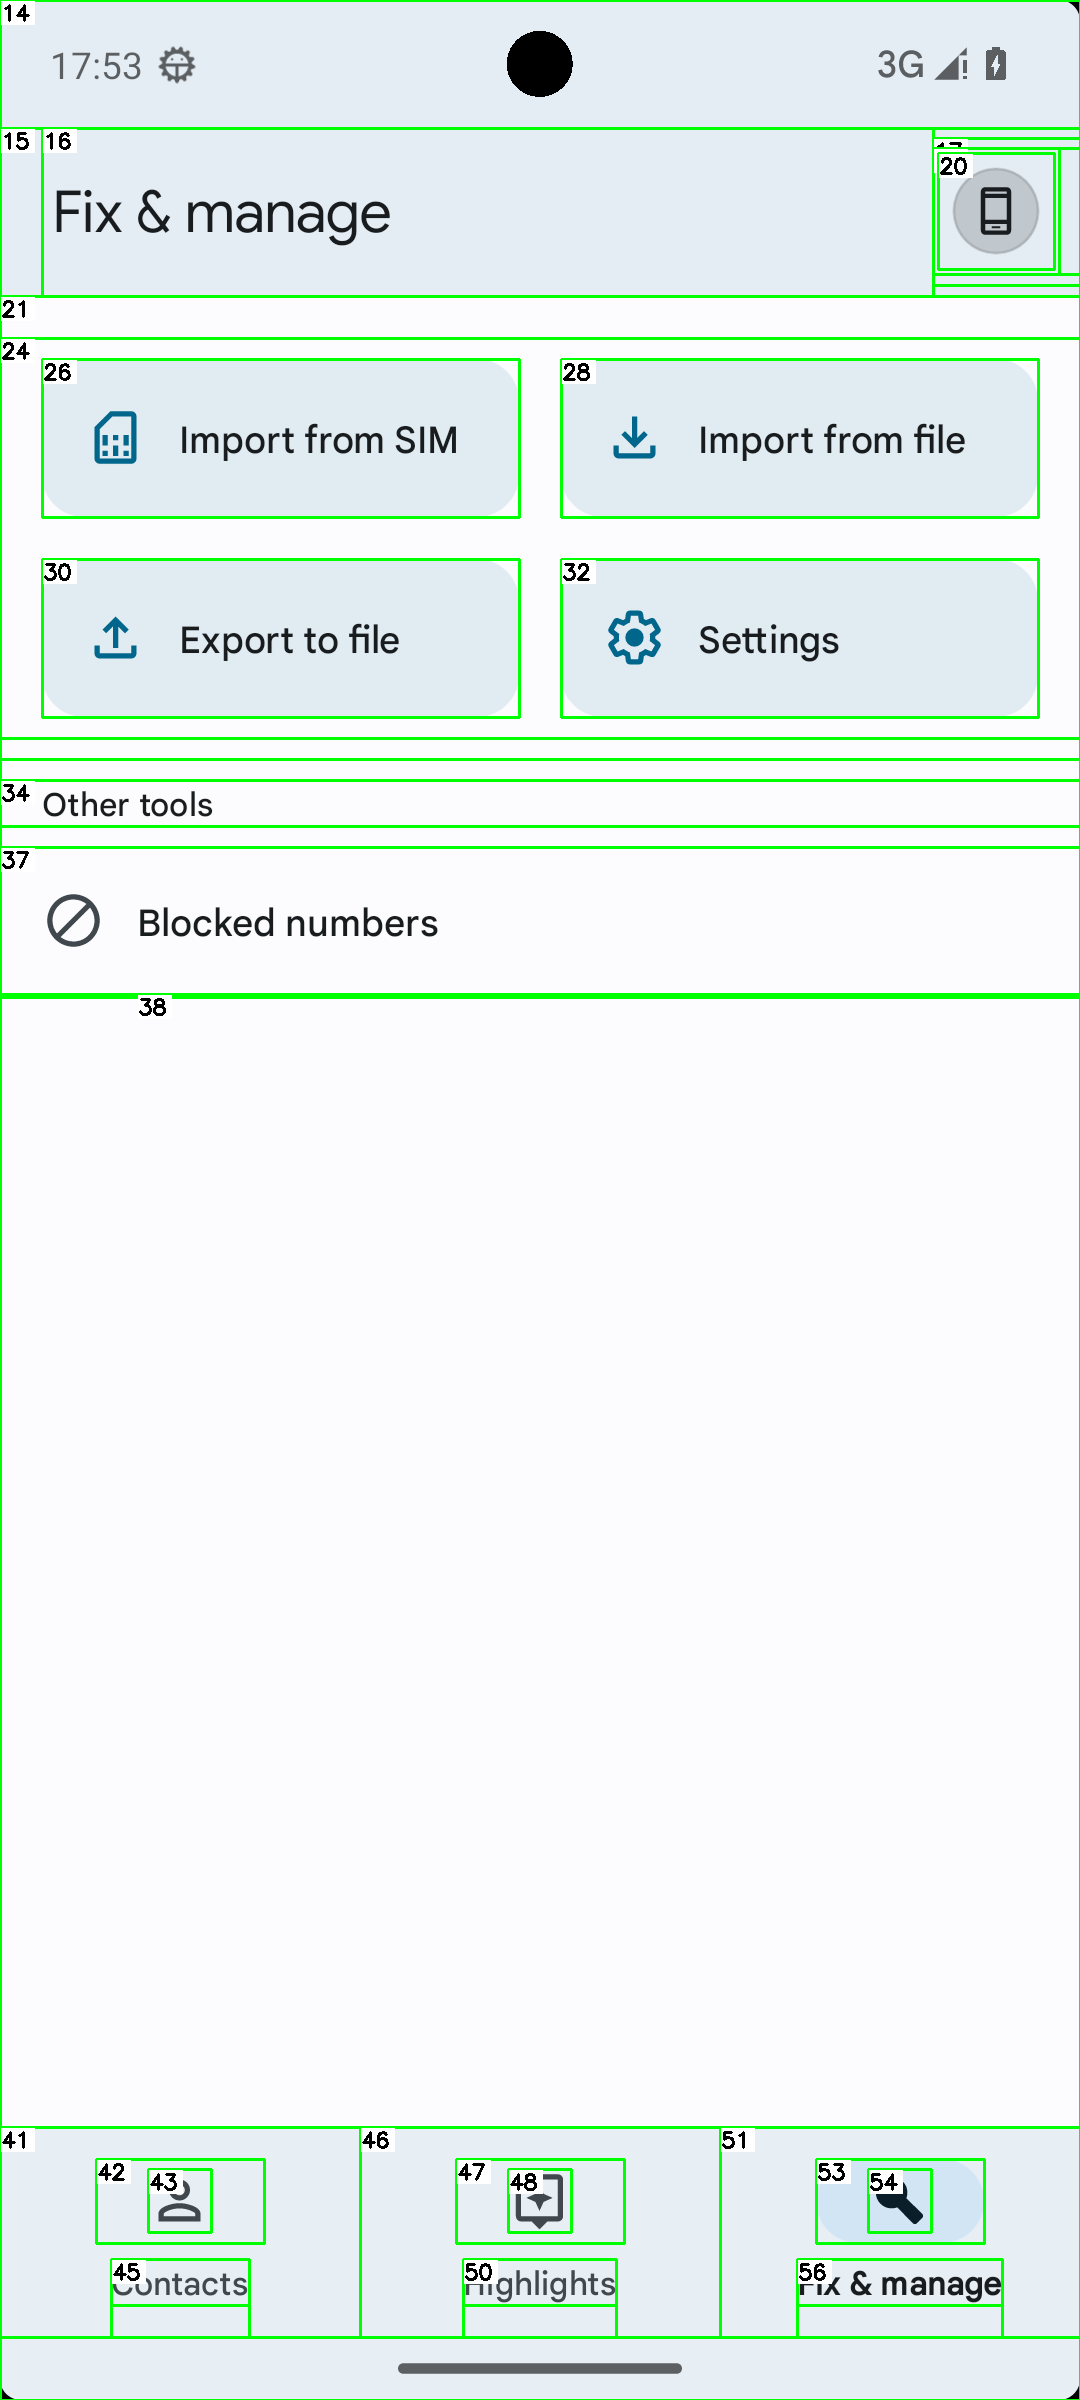 14
17:53
3G
15
16
Fix & manage
20
21
24
26
Import from SIM
28
Import from file
30
Export to file
32
Settings
34
Other tools
37
Blocked numbers
38
41
46
51
42
43
47
48
53
54
45
Contacts
50
Highlights
56
Fix & manage